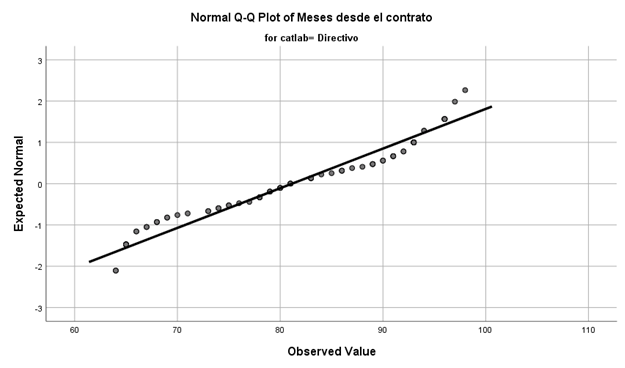 Normal Q-Q Plot of Meses desde el contrato
for catlab= Directivo
Expected Normal
3
2
1
0
-1
-2
-3
60 70 80 90 100 110
Observed Value